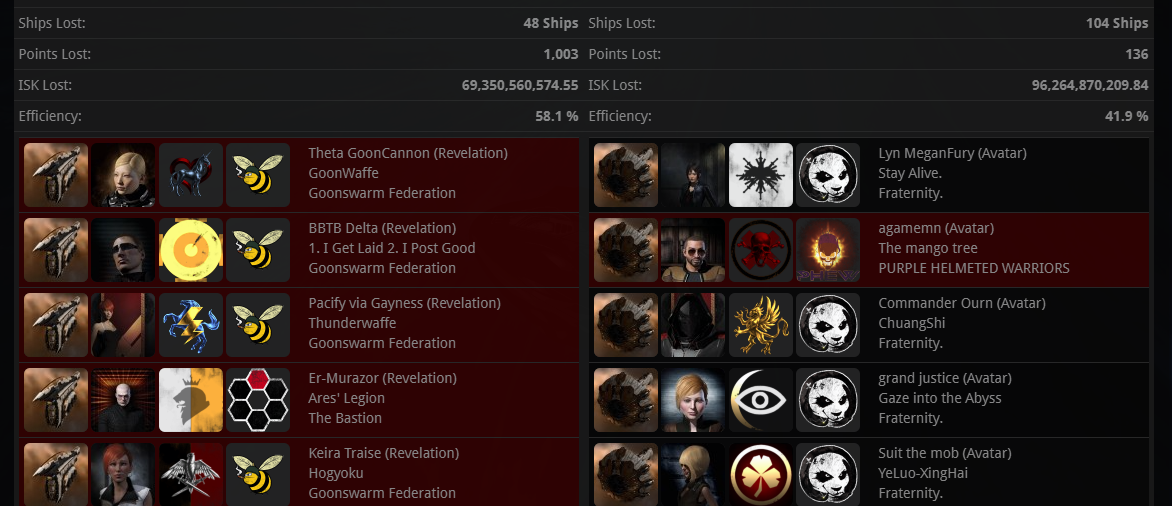 Ships Lost: 48 Ships Ships Lost: 104 Ships
Points Lost: 1,003 Points Lost: 136
ISK Lost: 69,350,560,574.55 ISK Lost: 96,264,870,209.84
Efficiency: 58.1 % Efficiency: 41.9 %
Theta GoonCannon (Revelation)
GoonWaffe
Goonswarm Federation
Lyn MeganFury (Avatar)
Stay Alive.
Fraternity.
BBTB Delta (Revelation)
1. I Get Laid 2. I Post Good
Goonswarm Federation
agamemn (Avatar)
The mango tree
PURPLE HELMETED WARRIORS
Pacify via Gayness (Revelation)
Thunderwaffe
Goonswarm Federation
Commander Ourn (Avatar)
ChuangShi
Fraternity.
Er-Murazor (Revelation)
Ares' Legion
The Bastion
grand justice (Avatar)
Gaze into the Abyss
Fraternity.
Keira Traise (Revelation)
Hogyoku
Goonswarm Federation
Suit the mob (Avatar)
YeLuo-XingHai
Fraternity.